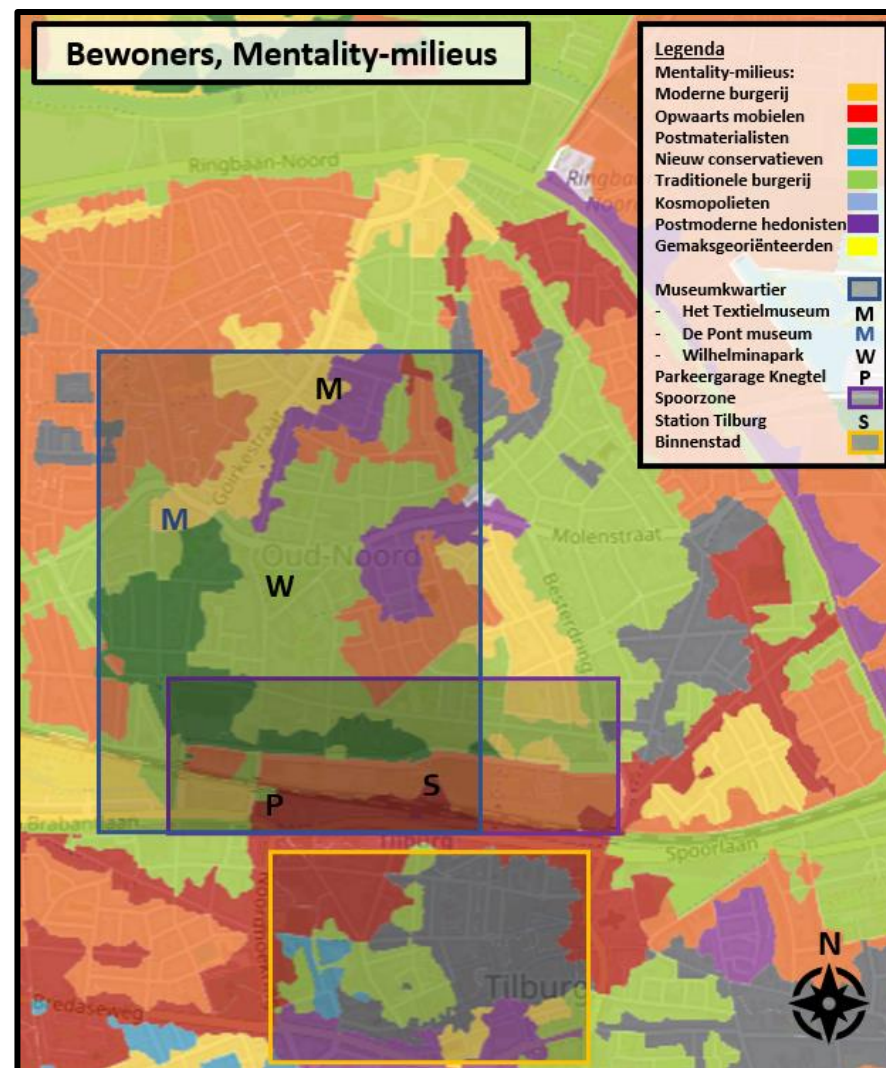 Bewoners, Mentality-milieus
Legenda
Mentality-milieus:
Moderne burgerij
Opwaarts mobielen
Postmaterialisten
Nieuw conservatieven
Traditionele burgerij
Kosmopolieten
Postmoderne hedonisten
Gemaksgeoriënteerden
Museumkwartier
- Het Textielmuseum M
- De Pont museum M
- Wilhelminapark W
Parkeergarage Knegtel P
Spoorzone
Station Tilburg S
Binnenstad
Ringbaan-Noord
M
Goirkestraat
M
Molenstraat
Oud-Noord
W
Besterdring
S
P
Brabantlaan
Tilburg
Spoorlaan
N
Tilburg
Bredaseweg